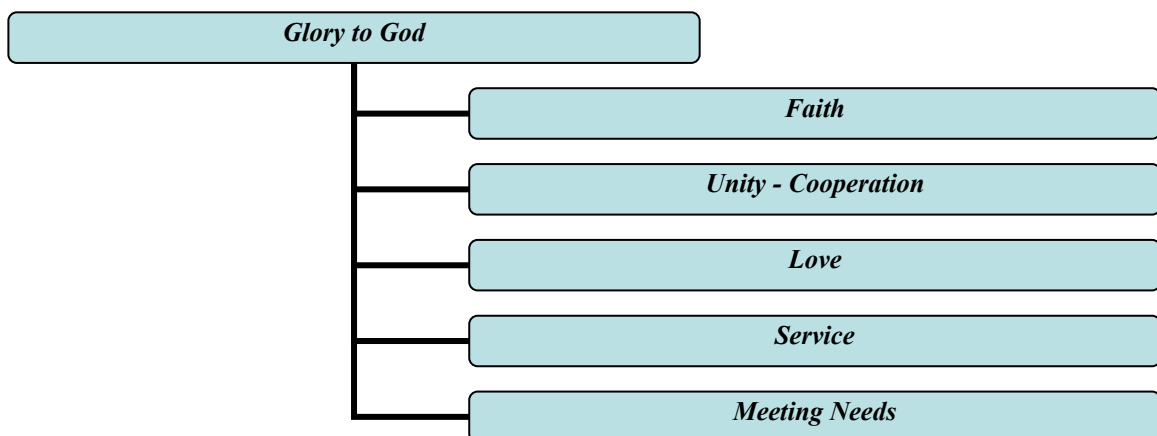 Glory to God
Faith
Unity - Cooperation
Love
Service
Meeting Needs